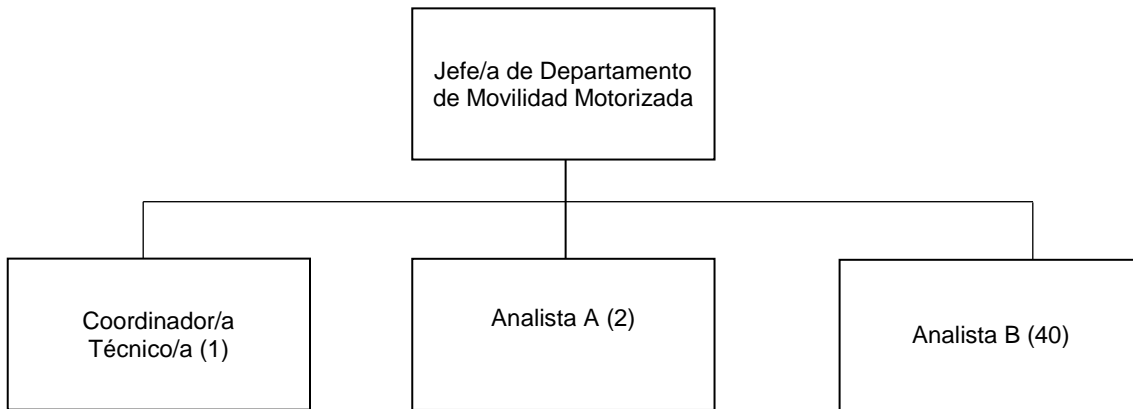 Jefe/a de Departamento
de Movilidad Motorizada
Coordinador/a
Técnico/a (1)
Analista A (2)
Analista B (40)